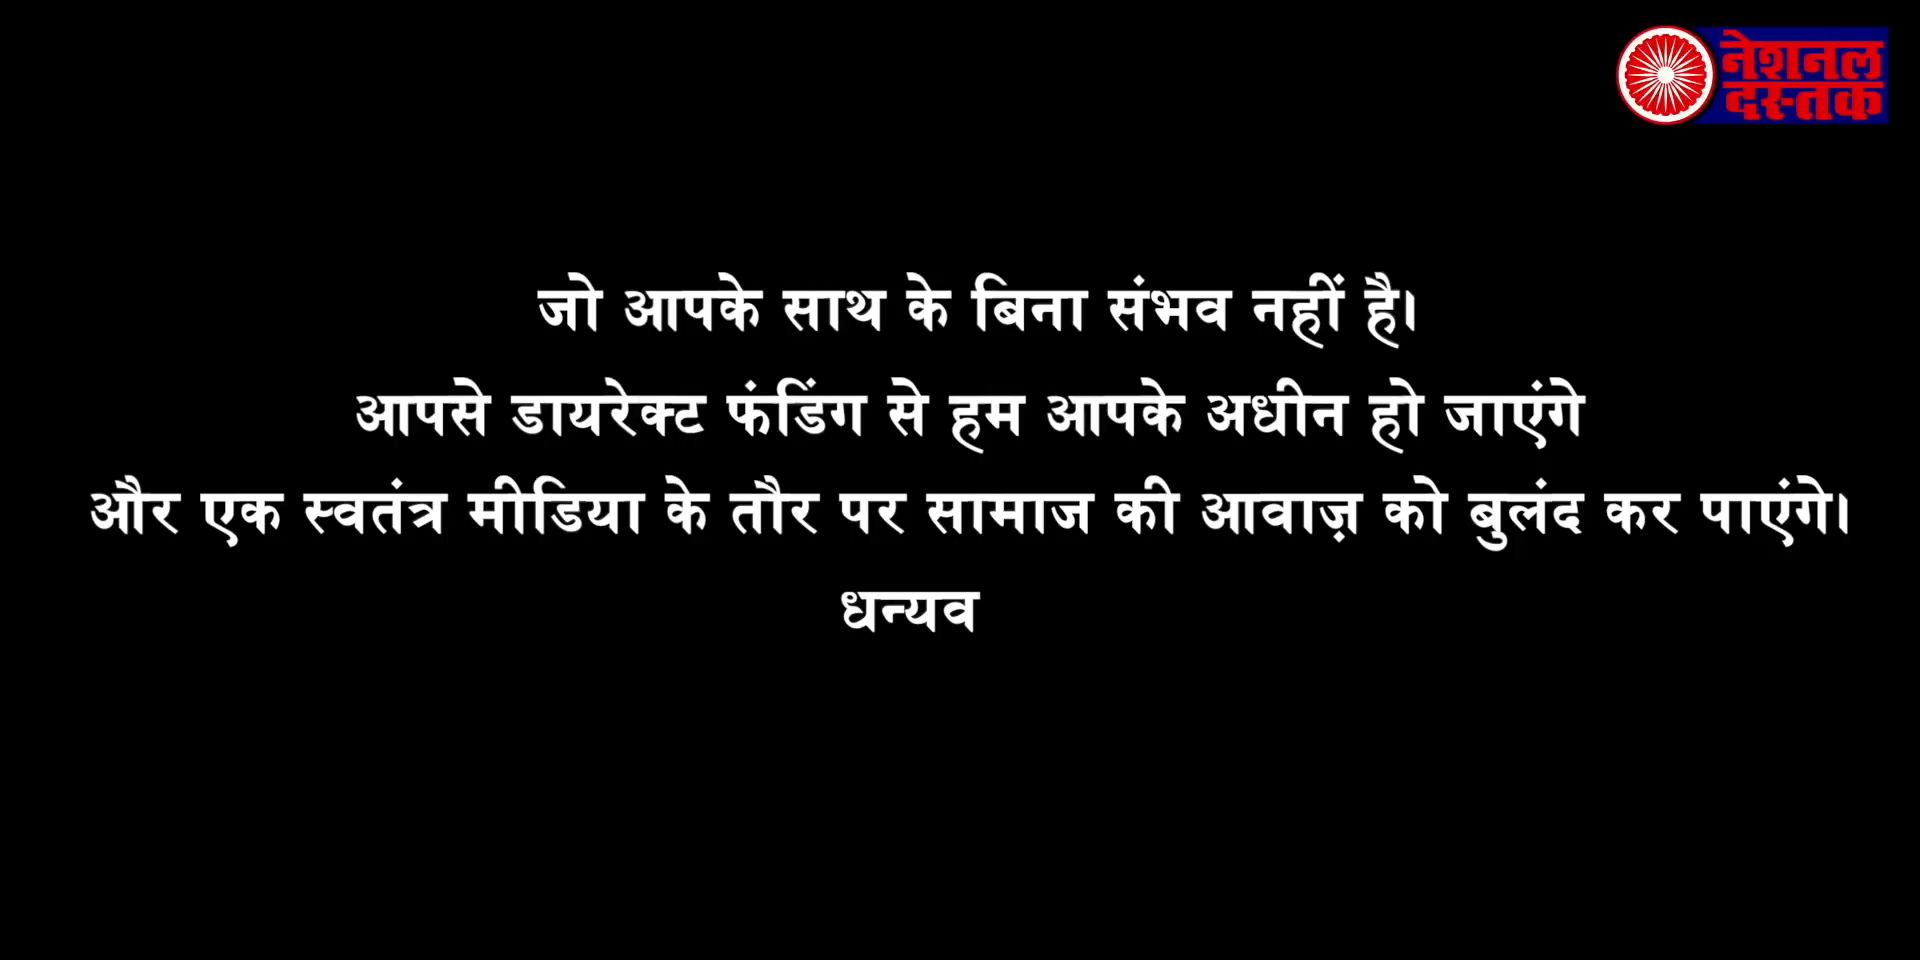 नेशनल
दस्तक
जो आपके साथ के बिना संभव नहीं है।
आपसे डायरेक्ट फंडिंग से हम आपके अधीन हो जाएंगे
और एक स्वतंत्र मीडिया के तौर पर सामाज की आवाज़ को बुलंद कर पाएंगे।
धन्यव